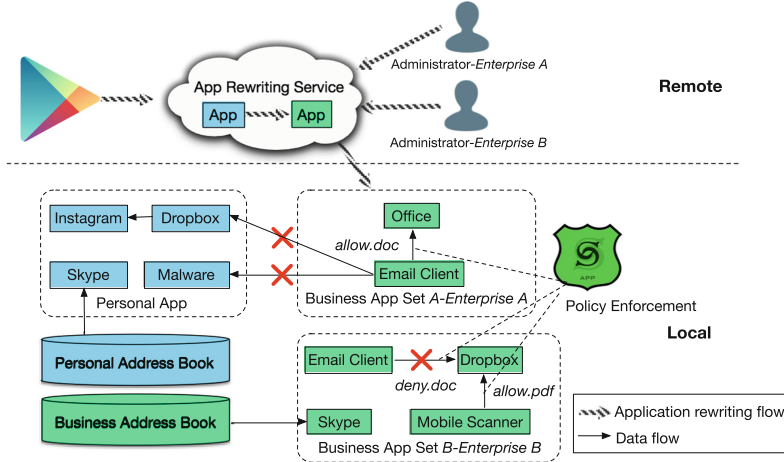 Administrator-Enterprise A
App Rewriting Service
App
App
Remote
Administrator-Enterprise B
Instagram
Dropbox
Office
allow.doc
Skype
Malware
Email Client
APP
Personal App
Business App Set A-Enterprise A
Policy Enforcement
Local
Personal Address Book
Email Client
Dropbox
deny.doc
allow.pdf
Business Address Book
Skype
Mobile Scanner
Business App Set B-Enterprise B
Application rewriting flow
Data flow